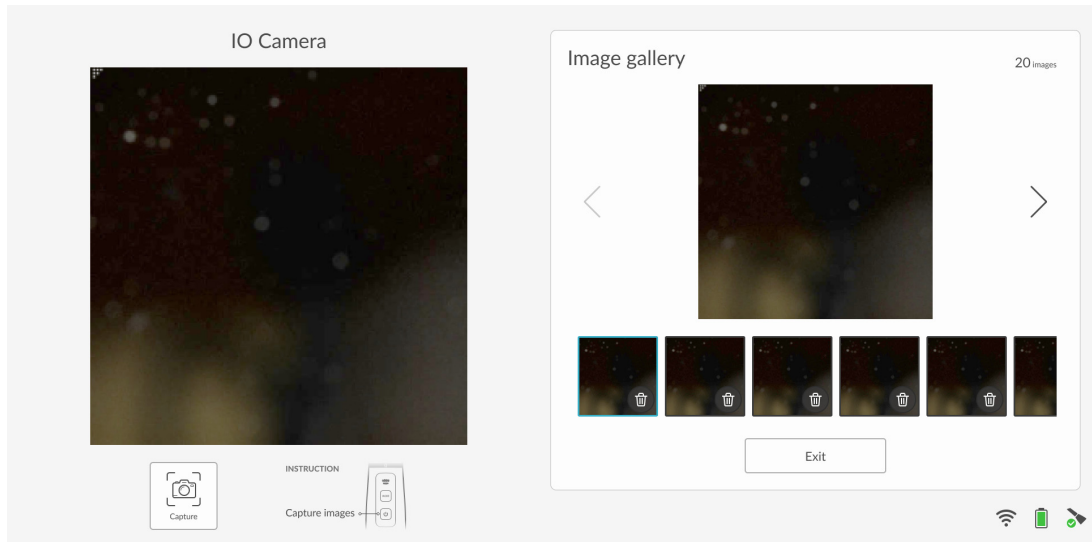 IO Camera
Image gallery
20 images
INSTRUCTION
Capture images
Capture
Exit